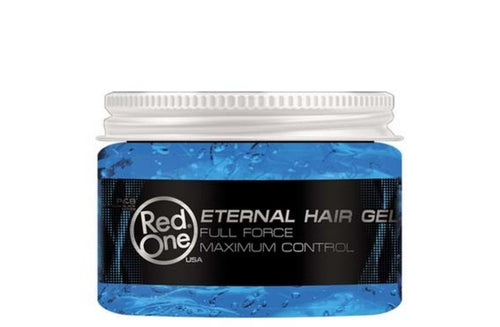 Red
One
USA
ETERNAL HAIR GEL
FULL FORCE
MAXIMUM CONTROL